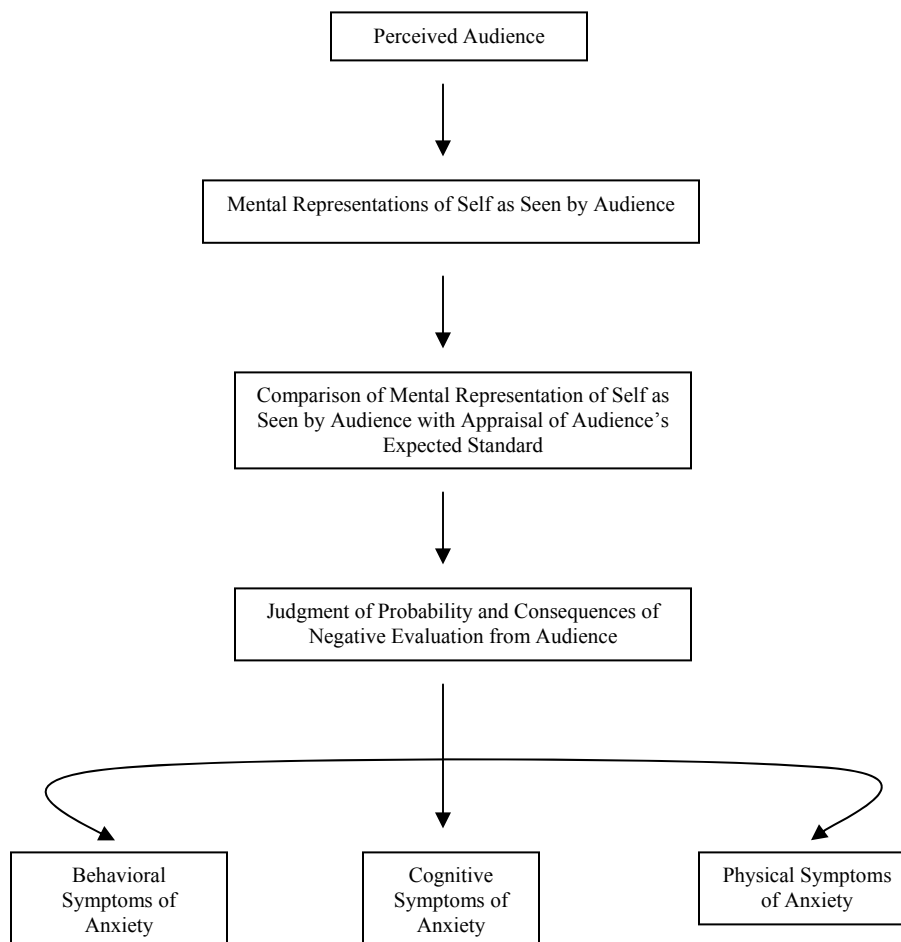 Perceived Audience
Mental Representations of Self as Seen by Audience
Comparison of Mental Representation of Self as
Seen by Audience with Appraisal of Audience’s
Expected Standard
Judgment of Probability and Consequences of
Negative Evaluation from Audience
Behavioral
Symptoms of
Anxiety
Cognitive
Symptoms of
Anxiety
Physical Symptoms
of Anxiety